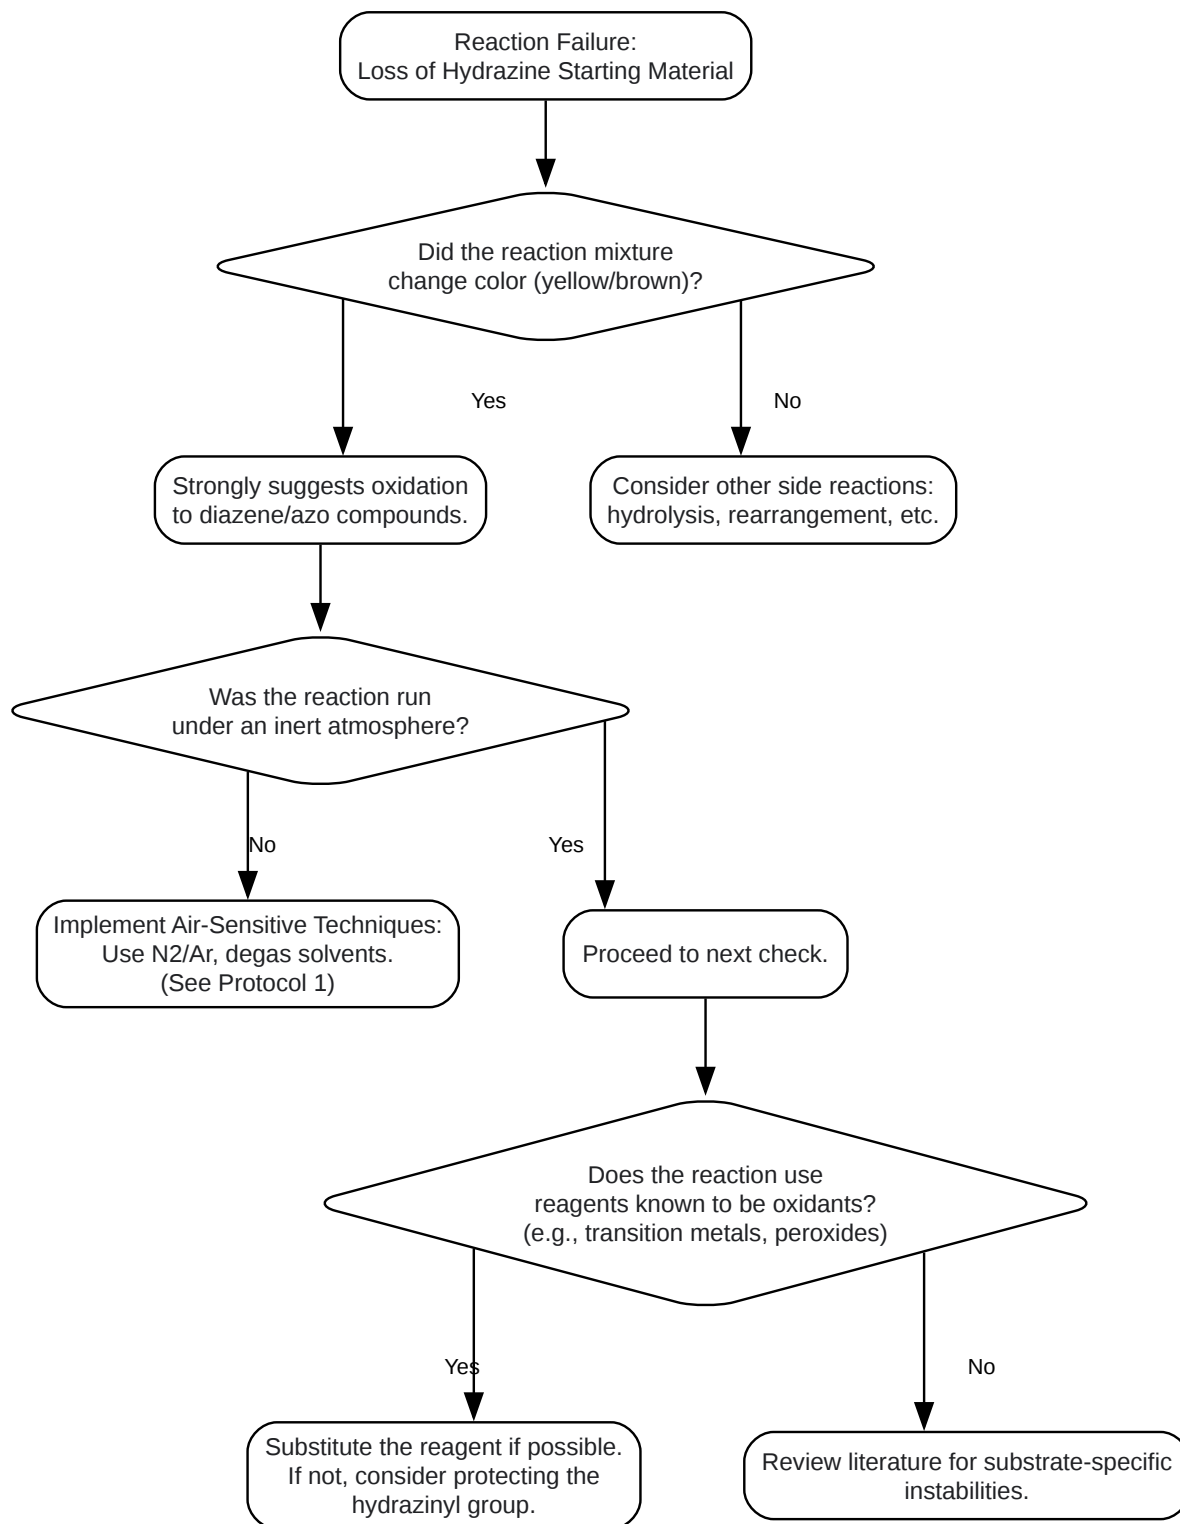 Reaction Failure:
Loss of Hydrazine Starting Material
Did the reaction mixture
change color (yellow/brown)?
Yes
No
Strongly suggests oxidation
to diazene/azo compounds.
Consider other side reactions:
hydrolysis, rearrangement, etc.
Was the reaction run
under an inert atmosphere?
No
Yes
Implement Air-Sensitive Techniques:
Use N2/Ar, degas solvents.
(See Protocol 1)
Proceed to next check.
Does the reaction use
reagents known to be oxidants?
(e.g., transition metals, peroxides)
Yes
No
Substitute the reagent if possible.
If not, consider protecting the
hydrazinyl group.
Review literature for substrate-specific
instabilities.